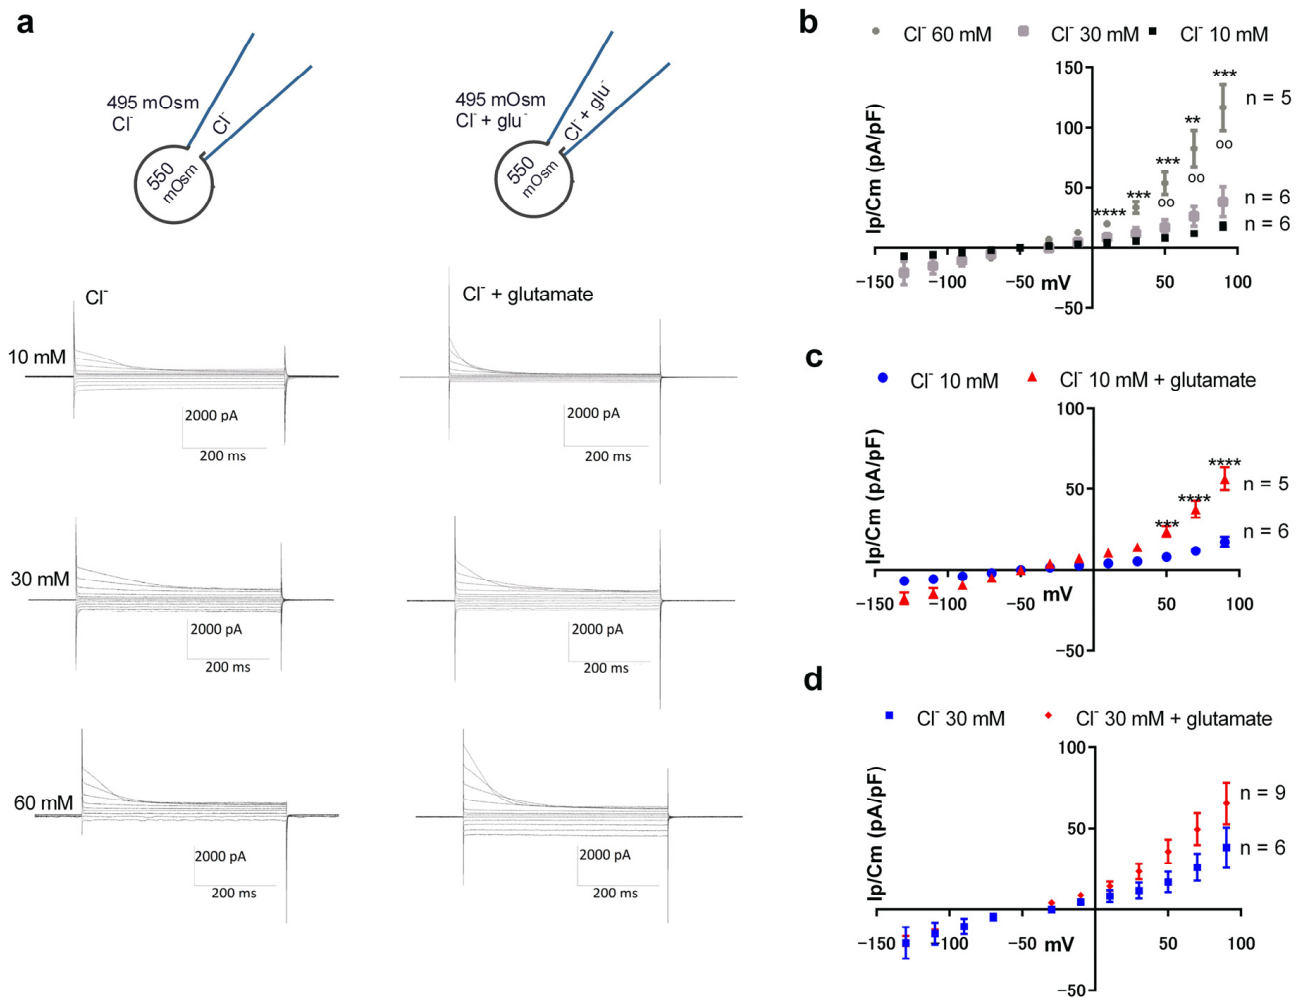 a
495 mOsm
Cl⁻
Cl⁻
550
mOsm
495 mOsm
Cl⁻ + glu⁻
Cl⁻ + glu⁻
550
mOsm
Cl⁻
Cl⁻ + glutamate
10 mM
2000 pA
200 ms
2000 pA
200 ms
30 mM
2000 pA
200 ms
2000 pA
200 ms
60 mM
2000 pA
200 ms
2000 pA
200 ms
b
Cl⁻ 60 mM
Cl⁻ 30 mM
Cl⁻ 10 mM
Ip/Cm (pA/pF)
150
100
50
−50
−150
−100
−50
mV
50
100
****
***
***
**
***
oo
oo
oo
n = 5
n = 6
n = 6
c
Cl⁻ 10 mM
Cl⁻ 10 mM + glutamate
Ip/Cm (pA/pF)
100
50
−50
−150
−100
−50
mV
50
100
***
****
****
n = 5
n = 6
d
Cl⁻ 30 mM
Cl⁻ 30 mM + glutamate
Ip/Cm (pA/pF)
100
50
−50
−150
−100
−50
mV
50
100
n = 9
n = 6